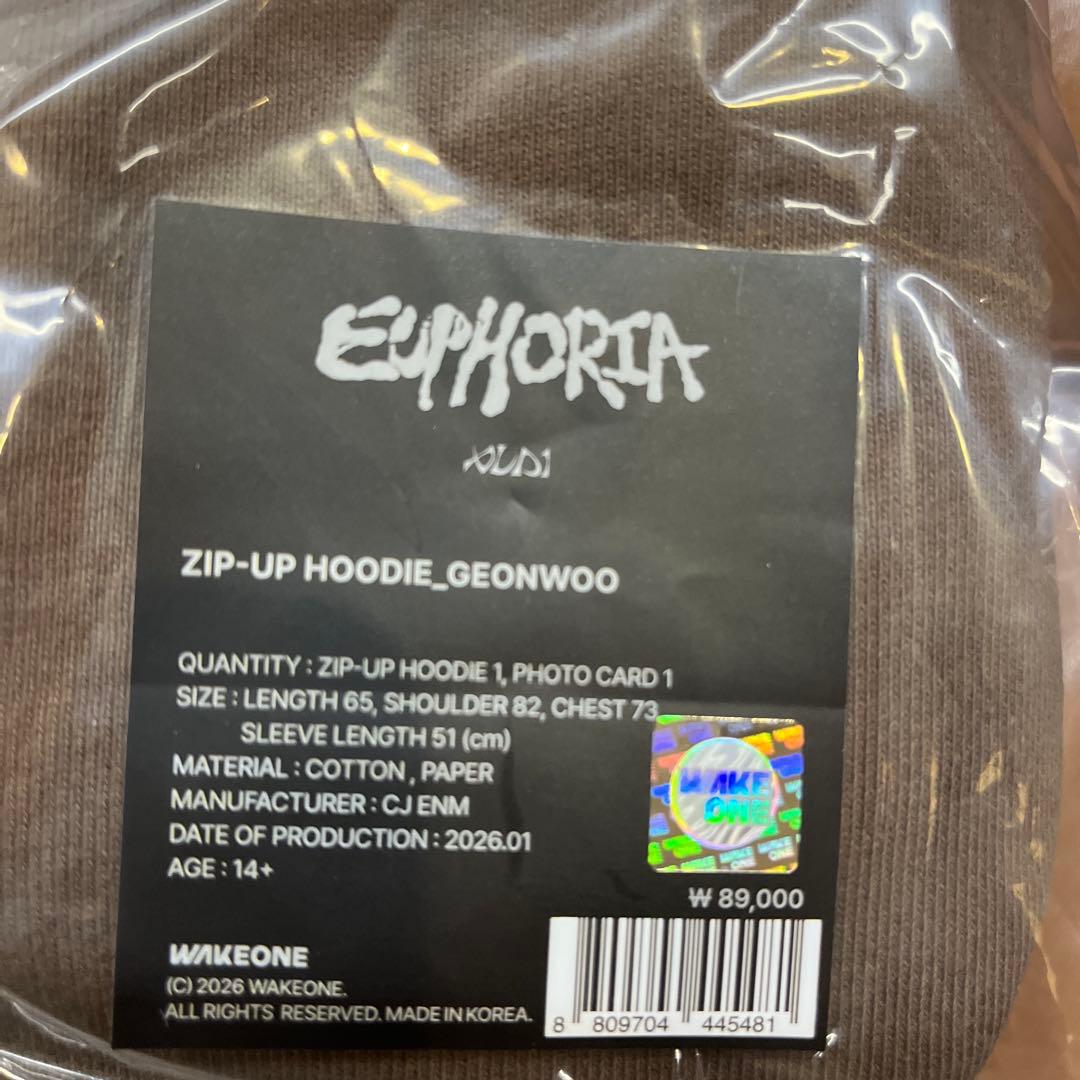 EUPHORIA
ZIP-UP HOODIE_GEONWOO
QUANTITY : ZIP-UP HOODIE 1, PHOTO CARD 1
SIZE : LENGTH 65, SHOULDER 82, CHEST 73
SLEEVE LENGTH 51 (cm)
MATERIAL : COTTON , PAPER
MANUFACTURER : CJ ENM
DATE OF PRODUCTION : 2026.01
AGE : 14+
WAKE
ONE
₩ 89,000
WAKEONE
(C) 2026 WAKEONE.
ALL RIGHTS RESERVED. MADE IN KOREA.
8 809704 445481